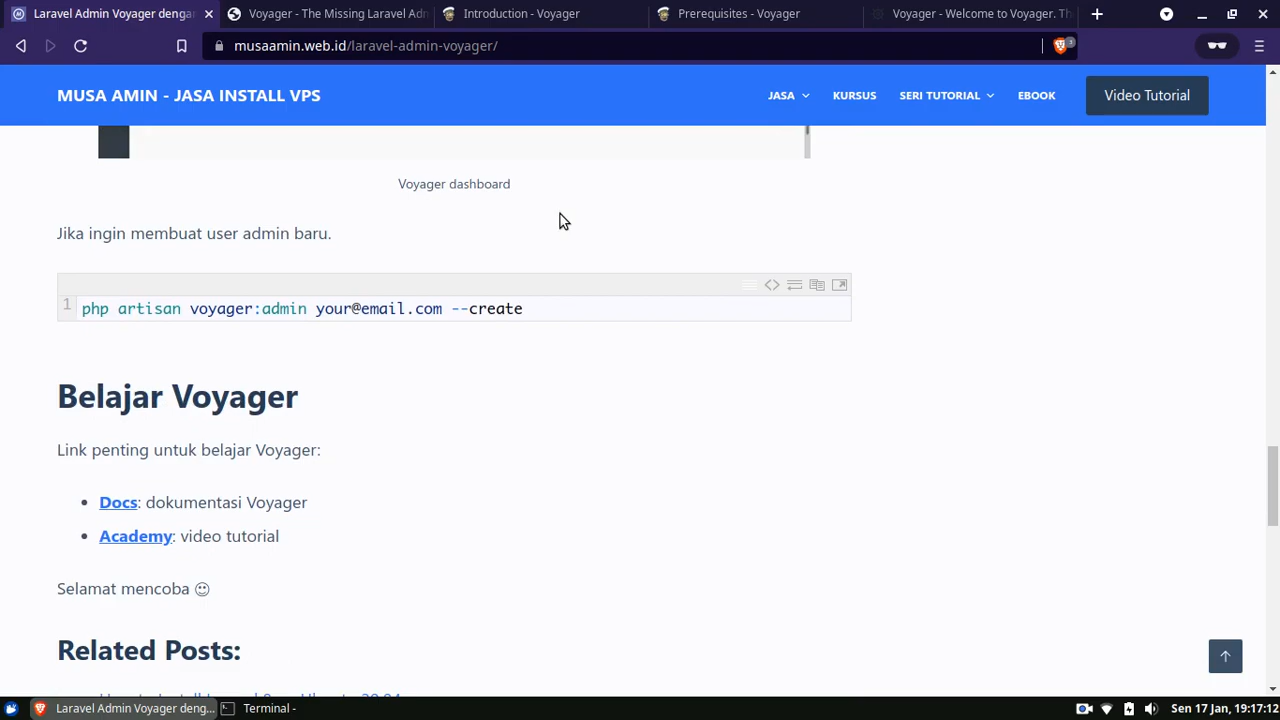 Laravel Admin Voyager denga
Voyager - The Missing Laravel Adn
Introduction - Voyager
Prerequisites - Voyager
Voyager - Welcome to Voyager. Th
musaamin.web.id/laravel-admin-voyager/
3
MUSA AMIN - JASA INSTALL VPS
JASA
KURSUS
SERI TUTORIAL
EBOOK
Video Tutorial
Voyager dashboard
Jika ingin membuat user admin baru.
1 php artisan voyager:admin your@email.com --create
Belajar Voyager
Link penting untuk belajar Voyager:
Docs: dokumentasi Voyager
Academy: video tutorial
Selamat mencoba
Related Posts:
Laravel Admin Voyager deng...
Terminal -
Sen 17 Jan, 19:17:12